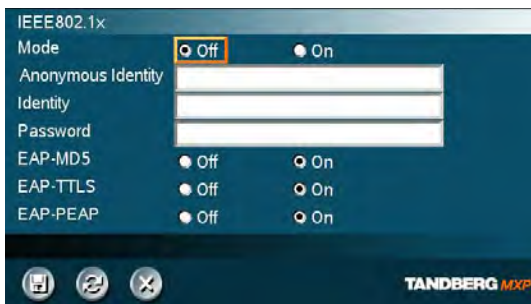 IEEE802.1x
Mode Off On
Anonymous Identity
Identity
Password
EAP-MD5 Off On
EAP-TTLS Off On
EAP-PEAP Off On
TANDBERG MXP